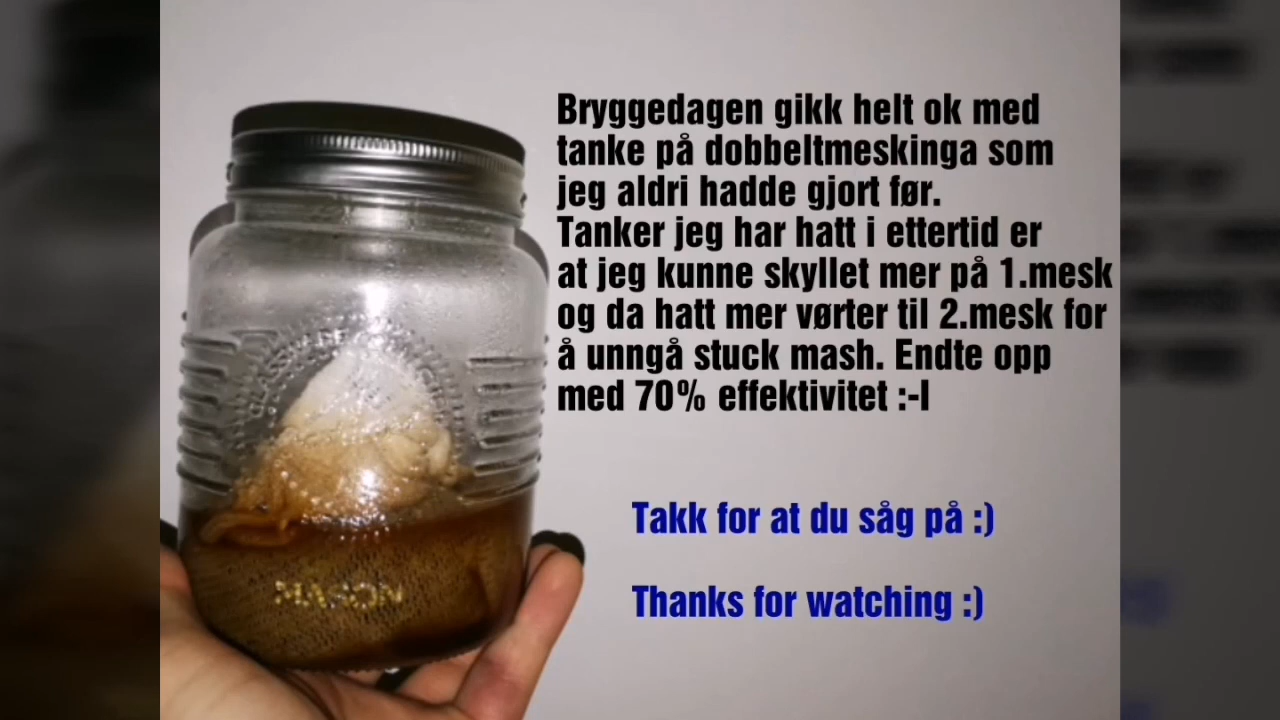 Bryggedagen gikk helt ok med
tanke på dobbeltmeskinga som
jeg aldri hadde gjort før.
Tanker jeg har hatt i ettertid er
at jeg kunne skyllet mer på 1.mesk
og da hatt mer vørter til 2.mesk for
å unngå stuck mash. Endte opp
med 70% effektivitet :-I
Takk for at du såg på :)
Thanks for watching :)
MASON